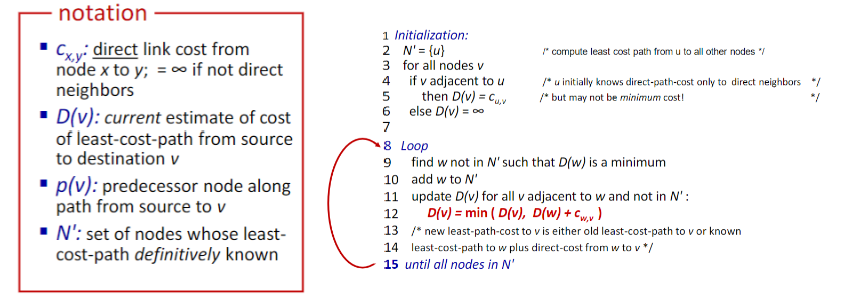 notation
▪ cx,y: direct link cost from
node x to y; = ∞ if not direct
neighbors
▪ D(v): current estimate of cost
of least-cost-path from source
to destination v
▪ p(v): predecessor node along
path from source to v
▪ N': set of nodes whose least-
cost-path definitively known
1 Initialization:
2 N' = {u} /* compute least cost path from u to all other nodes */
3 for all nodes v
4 if v adjacent to u /* u initially knows direct-path-cost only to direct neighbors */
5 then D(v) = cu,v /* but may not be minimum cost! */
6 else D(v) = ∞
7
8 Loop
9 find w not in N' such that D(w) is a minimum
10 add w to N'
11 update D(v) for all v adjacent to w and not in N' :
12 D(v) = min ( D(v), D(w) + cw,v )
13 /* new least-path-cost to v is either old least-cost-path to v or known
14 least-cost-path to w plus direct-cost from w to v */
15 until all nodes in N'